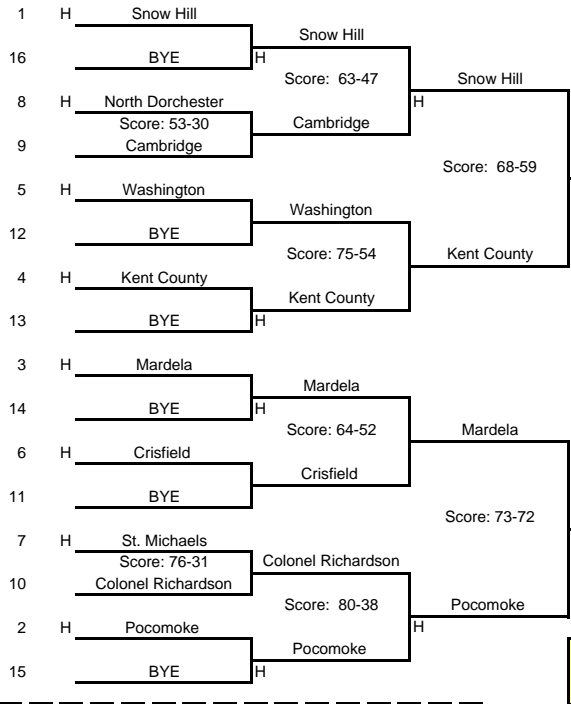 1 H Snow Hill
Snow Hill
16 BYE H
Score: 63-47
Snow Hill
8 H North Dorchester
H
Score: 53-30
Cambridge
9 Cambridge
Score: 68-59
5 H Washington
Washington
12 BYE
Score: 75-54
Kent County
4 H Kent County
Kent County
13 BYE H
3 H Mardela
Mardela
14 BYE H
Score: 64-52
Mardela
6 H Crisfield
Crisfield
11 BYE
Score: 73-72
7 H St. Michaels
Score: 76-31
Colonel Richardson
10 Colonel Richardson
Score: 80-38
Pocomoke
2 H Pocomoke
H
Pocomoke
15 BYE H